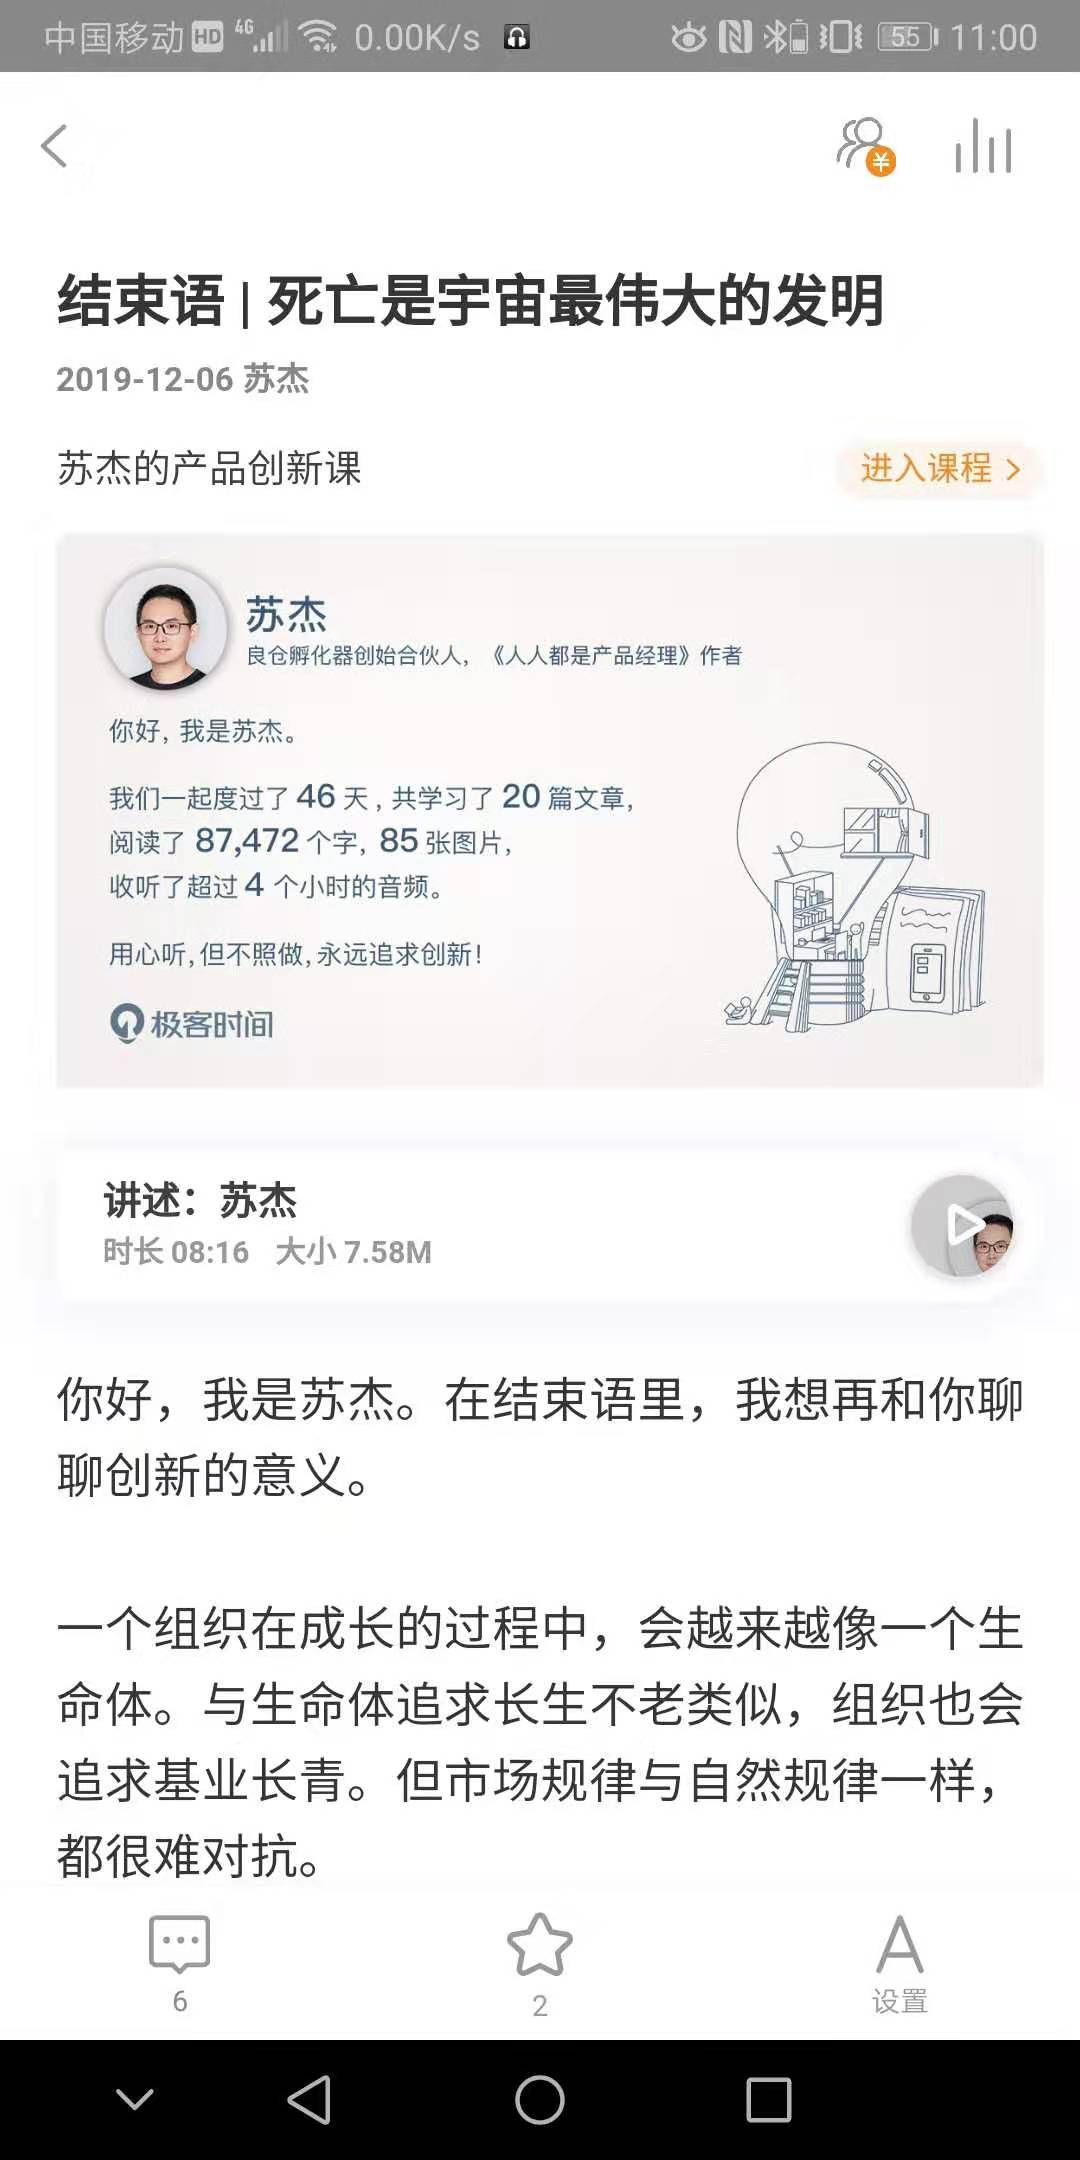 中国移动 HD 4G 0.00K/s 55 11:00
结束语 | 死亡是宇宙最伟大的发明
2019-12-06 苏杰
苏杰的产品创新课
进入课程 >
苏杰
良仓孵化器创始合伙人，《人人都是产品经理》作者
你好，我是苏杰。
我们一起度过了 46 天，共学习了 20 篇文章，
阅读了 87,472 个字，85 张图片，
收听了超过 4 个小时的音频。
用心听，但不照做，永远追求创新！
极客时间
讲述：苏杰
时长 08:16 大小 7.58M
你好，我是苏杰。在结束语里，我想再和你聊
聊创新的意义。
一个组织在成长的过程中，会越来越像一个生
命体。与生命体追求长生不老类似，组织也会
追求基业长青。但市场规律与自然规律一样，
都很难对抗。
6
2
设置